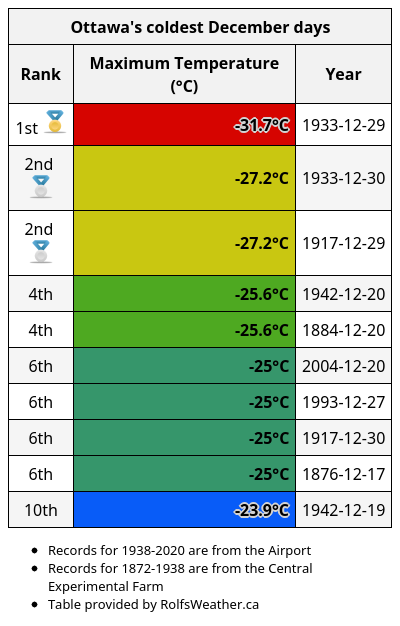 Ottawa's coldest December days
Rank Maximum Temperature (°C) Year
1st -31.7°C 1933-12-29
2nd -27.2°C 1933-12-30
2nd -27.2°C 1917-12-29
4th -25.6°C 1942-12-20
4th -25.6°C 1884-12-20
6th -25°C 2004-12-20
6th -25°C 1993-12-27
6th -25°C 1917-12-30
6th -25°C 1876-12-17
10th -23.9°C 1942-12-19
• Records for 1938-2020 are from the Airport
• Records for 1872-1938 are from the Central
Experimental Farm
• Table provided by RolfsWeather.ca